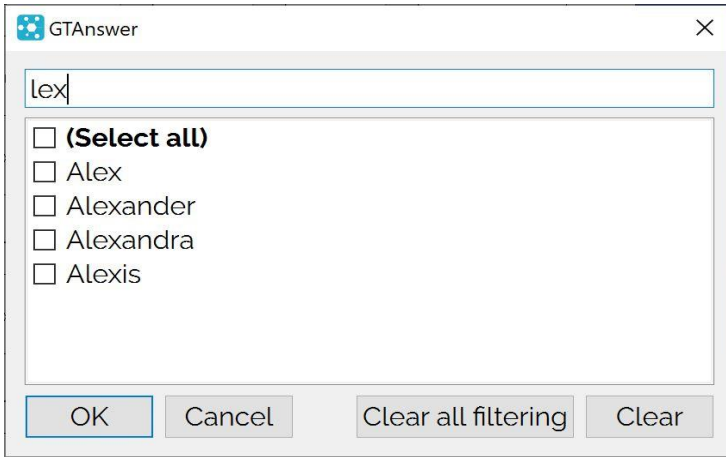 GTAnswer
lex
(Select all)
Alex
Alexander
Alexandra
Alexis
OK Cancel Clear all filtering Clear